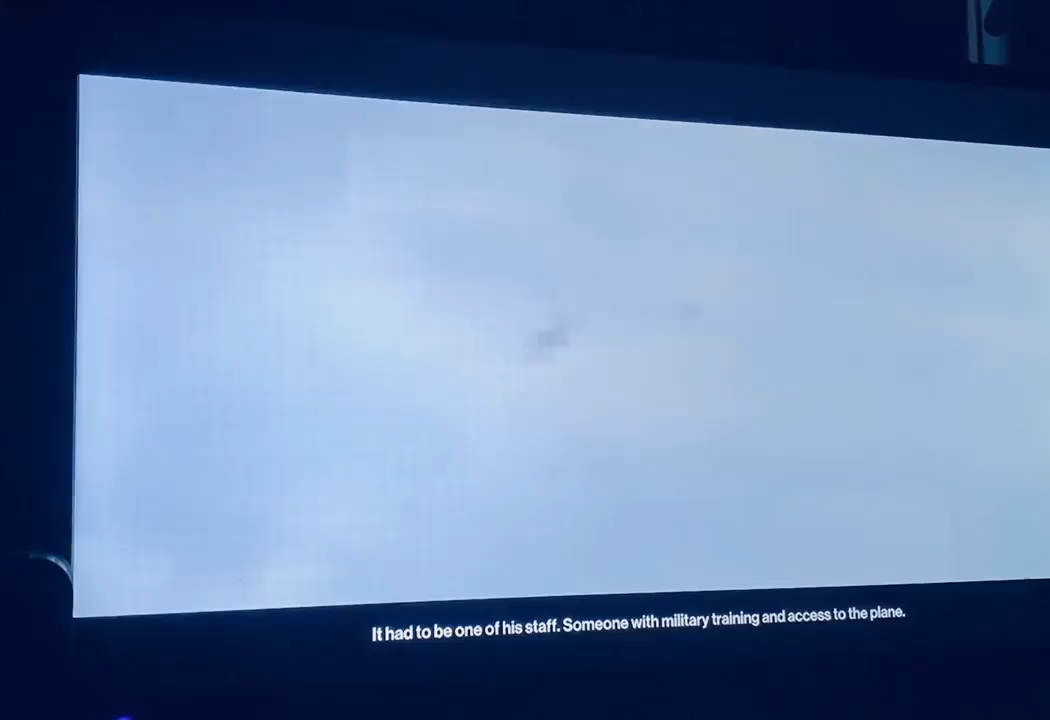 It had to be one of his staff. Someone with military training and access to the plane.